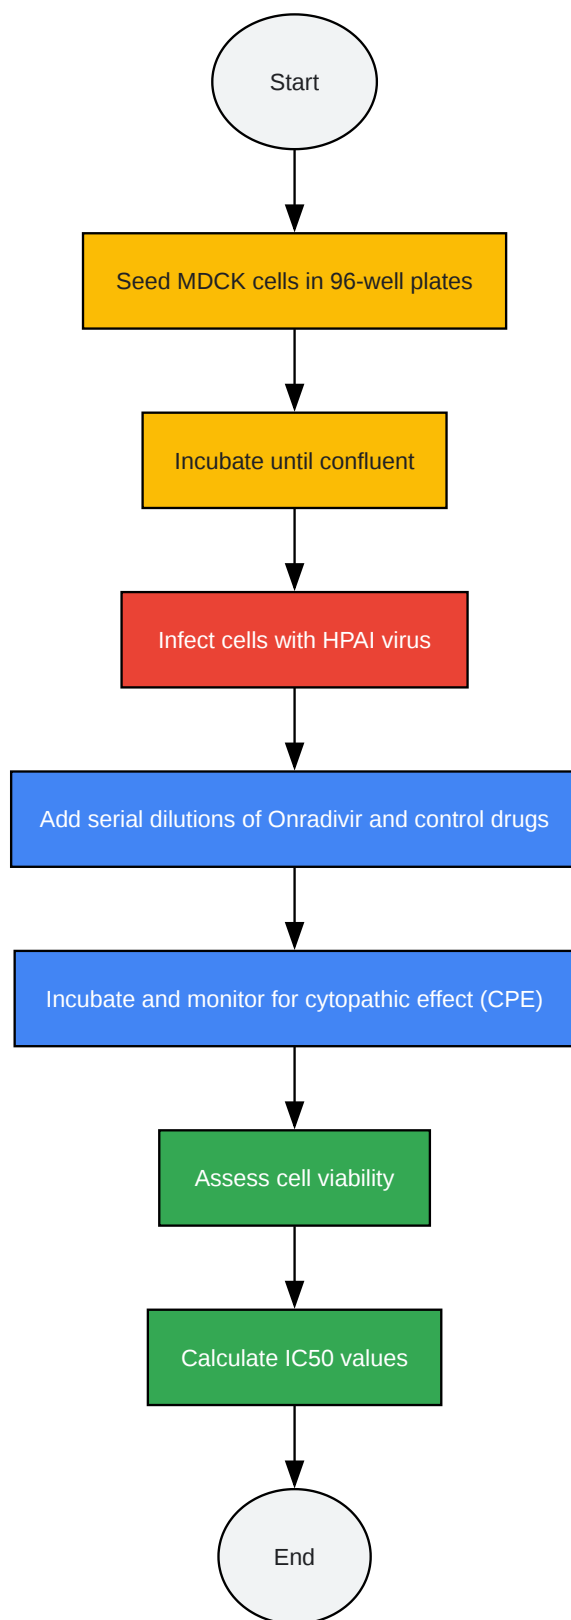 Start
Seed MDCK cells in 96-well plates
Incubate until confluent
Infect cells with HPAI virus
Add serial dilutions of Onradivir and control drugs
Incubate and monitor for cytopathic effect (CPE)
Assess cell viability
Calculate IC50 values
End